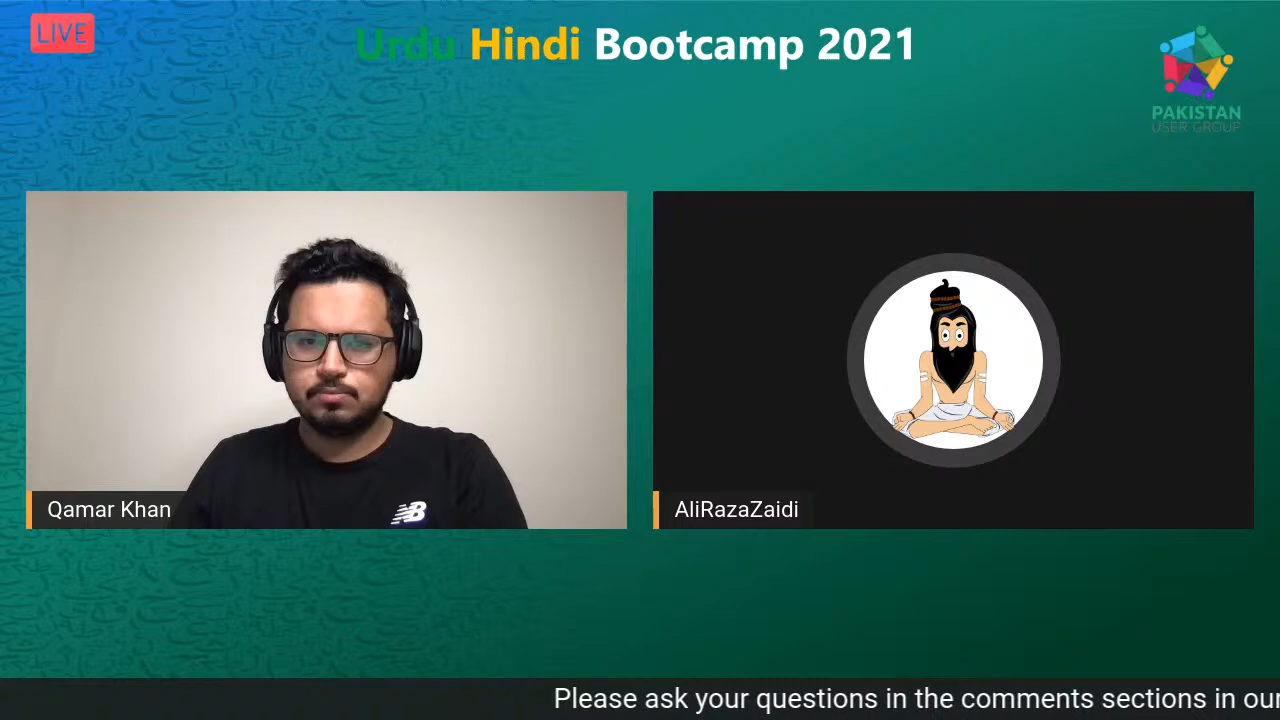 LIVE
Urdu Hindi Bootcamp 2021
PAKISTAN
USER GROUP
Qamar Khan
AliRazaZaidi
Please ask your questions in the comments sections in our